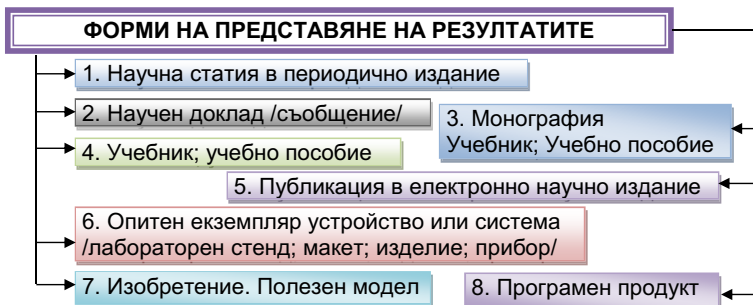 ФОРМИ НА ПРЕДСТАВЯНЕ НА РЕЗУЛТАТИТЕ
1. Научна статия в периодично издание
2. Научен доклад /съобщение/
3. Монография
Учебник; Учебно пособие
4. Учебник; учебно пособие
5. Публикация в електронно научно издание
6. Опитен екземпляр устройство или система
/лабораторен стенд; макет; изделие; прибор/
7. Изобретение. Полезен модел
8. Програмен продукт